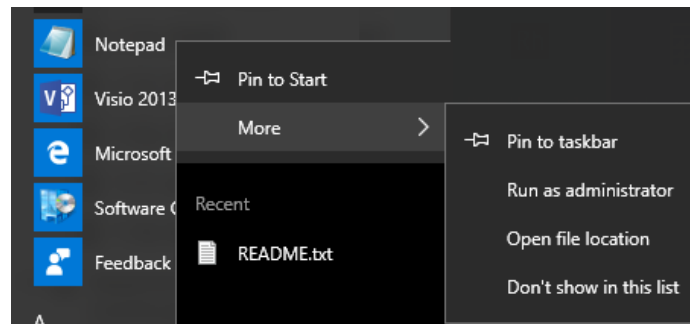 Notepad
Pin to Start
Visio 2013
More
Pin to taskbar
Microsoft
Run as administrator
Software
Recent
Open file location
README.txt
Feedback
Don't show in this list